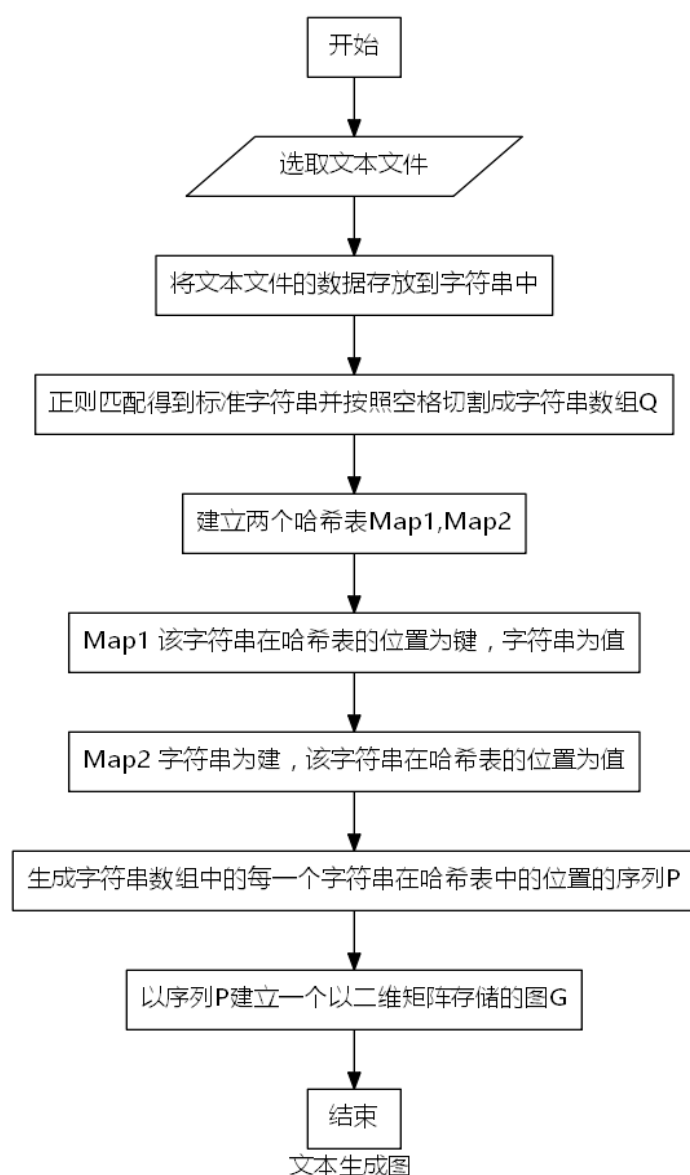 开始
选取文本文件
将文本文件的数据存放到字符串中
正则匹配得到标准字符串并按照空格切割成字符串数组Q
建立两个哈希表Map1,Map2
Map1 该字符串在哈希表的位置为键，字符串为值
Map2 字符串为建，该字符串在哈希表的位置为值
生成字符串数组中的每一个字符串在哈希表中的位置的序列P
以序列P建立一个以二维矩阵存储的图G
结束
文本生成图